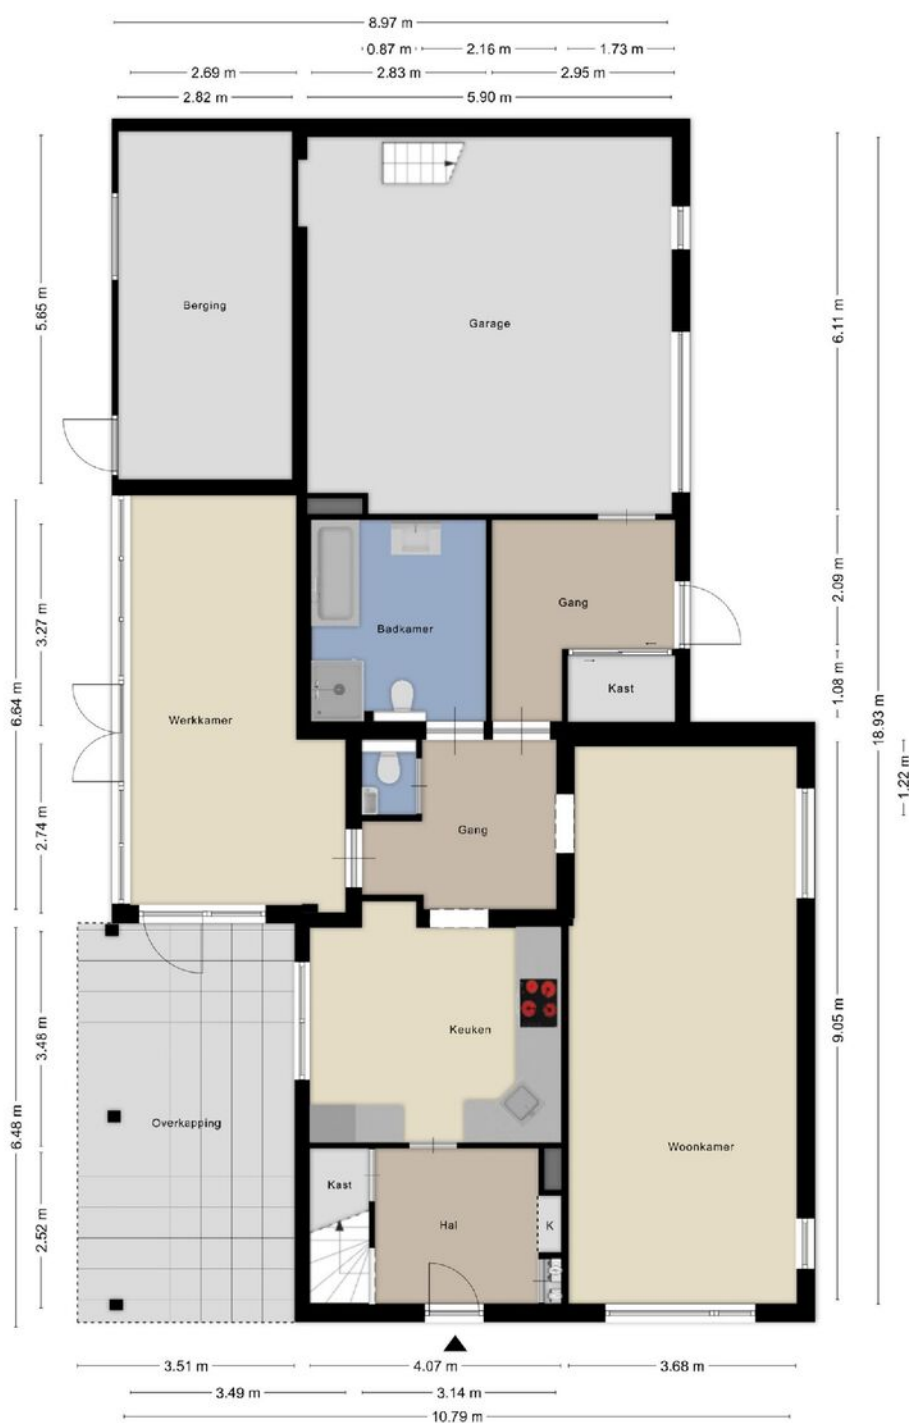 8.97 m
0.87 m
2.16 m
1.73 m
2.69 m
2.83 m
2.95 m
2.82 m
5.90 m
5.65 m
Berging
Garage
6.11 m
18.93 m
6.64 m
3.27 m
Badkamer
Gang
2.09 m
Werkkamer
Kast
1.08 m
2.74 m
Gang
1.22 m
6.48 m
3.48 m
Keuken
9.05 m
Overkapping
Woonkamer
2.52 m
Kast
Hal
K
3.51 m
4.07 m
3.68 m
3.49 m
3.14 m
10.79 m